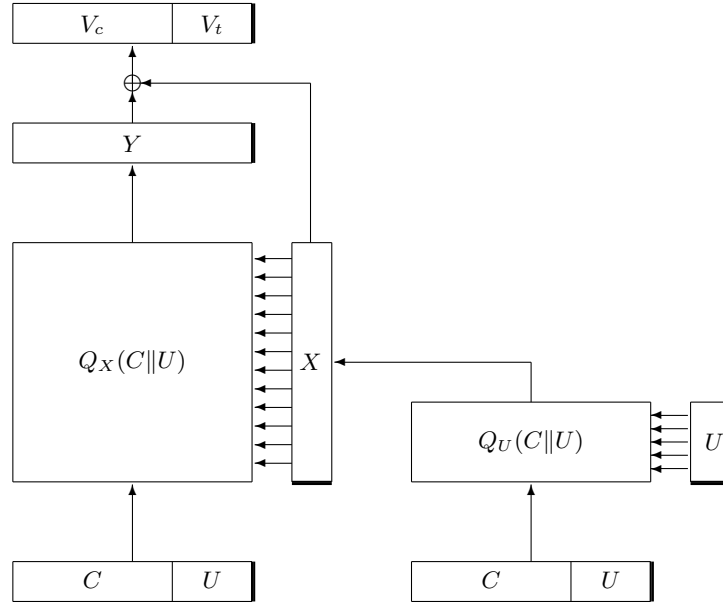 V_c V_t
⊕
Y
Q_X(C∥U) X
Q_U(C∥U) U
C U C U